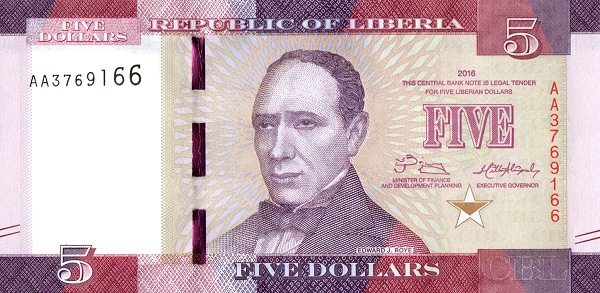 FIVE
DOLLARS
REPUBLIC OF LIBERIA
5
AA3769166
2016
THIS CENTRAL BANK NOTE IS LEGAL TENDER
FOR FIVE LIBERIAN DOLLARS
FIVE
AA3769166
MINISTER OF FINANCE
AND DEVELOPMENT PLANNING
EXECUTIVE GOVERNOR
EDWARD J. ROYE
5
FIVE DOLLARS
CBL